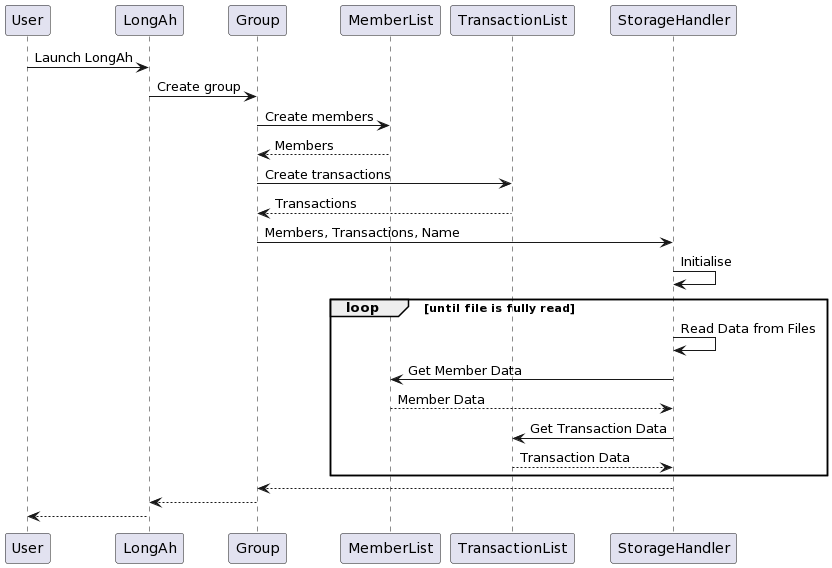 User LongAh Group MemberList TransactionList StorageHandler
Launch LongAh
Create group
Create members
Members
Create transactions
Transactions
Members, Transactions, Name
Initialise
loop [until file is fully read]
Read Data from Files
Get Member Data
Member Data
Get Transaction Data
Transaction Data
User LongAh Group MemberList TransactionList StorageHandler